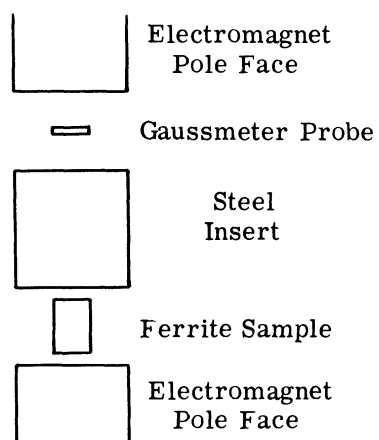 Electromagnet
Pole Face
Gaussmeter Probe
Steel
Insert
Ferrite Sample
Electromagnet
Pole Face